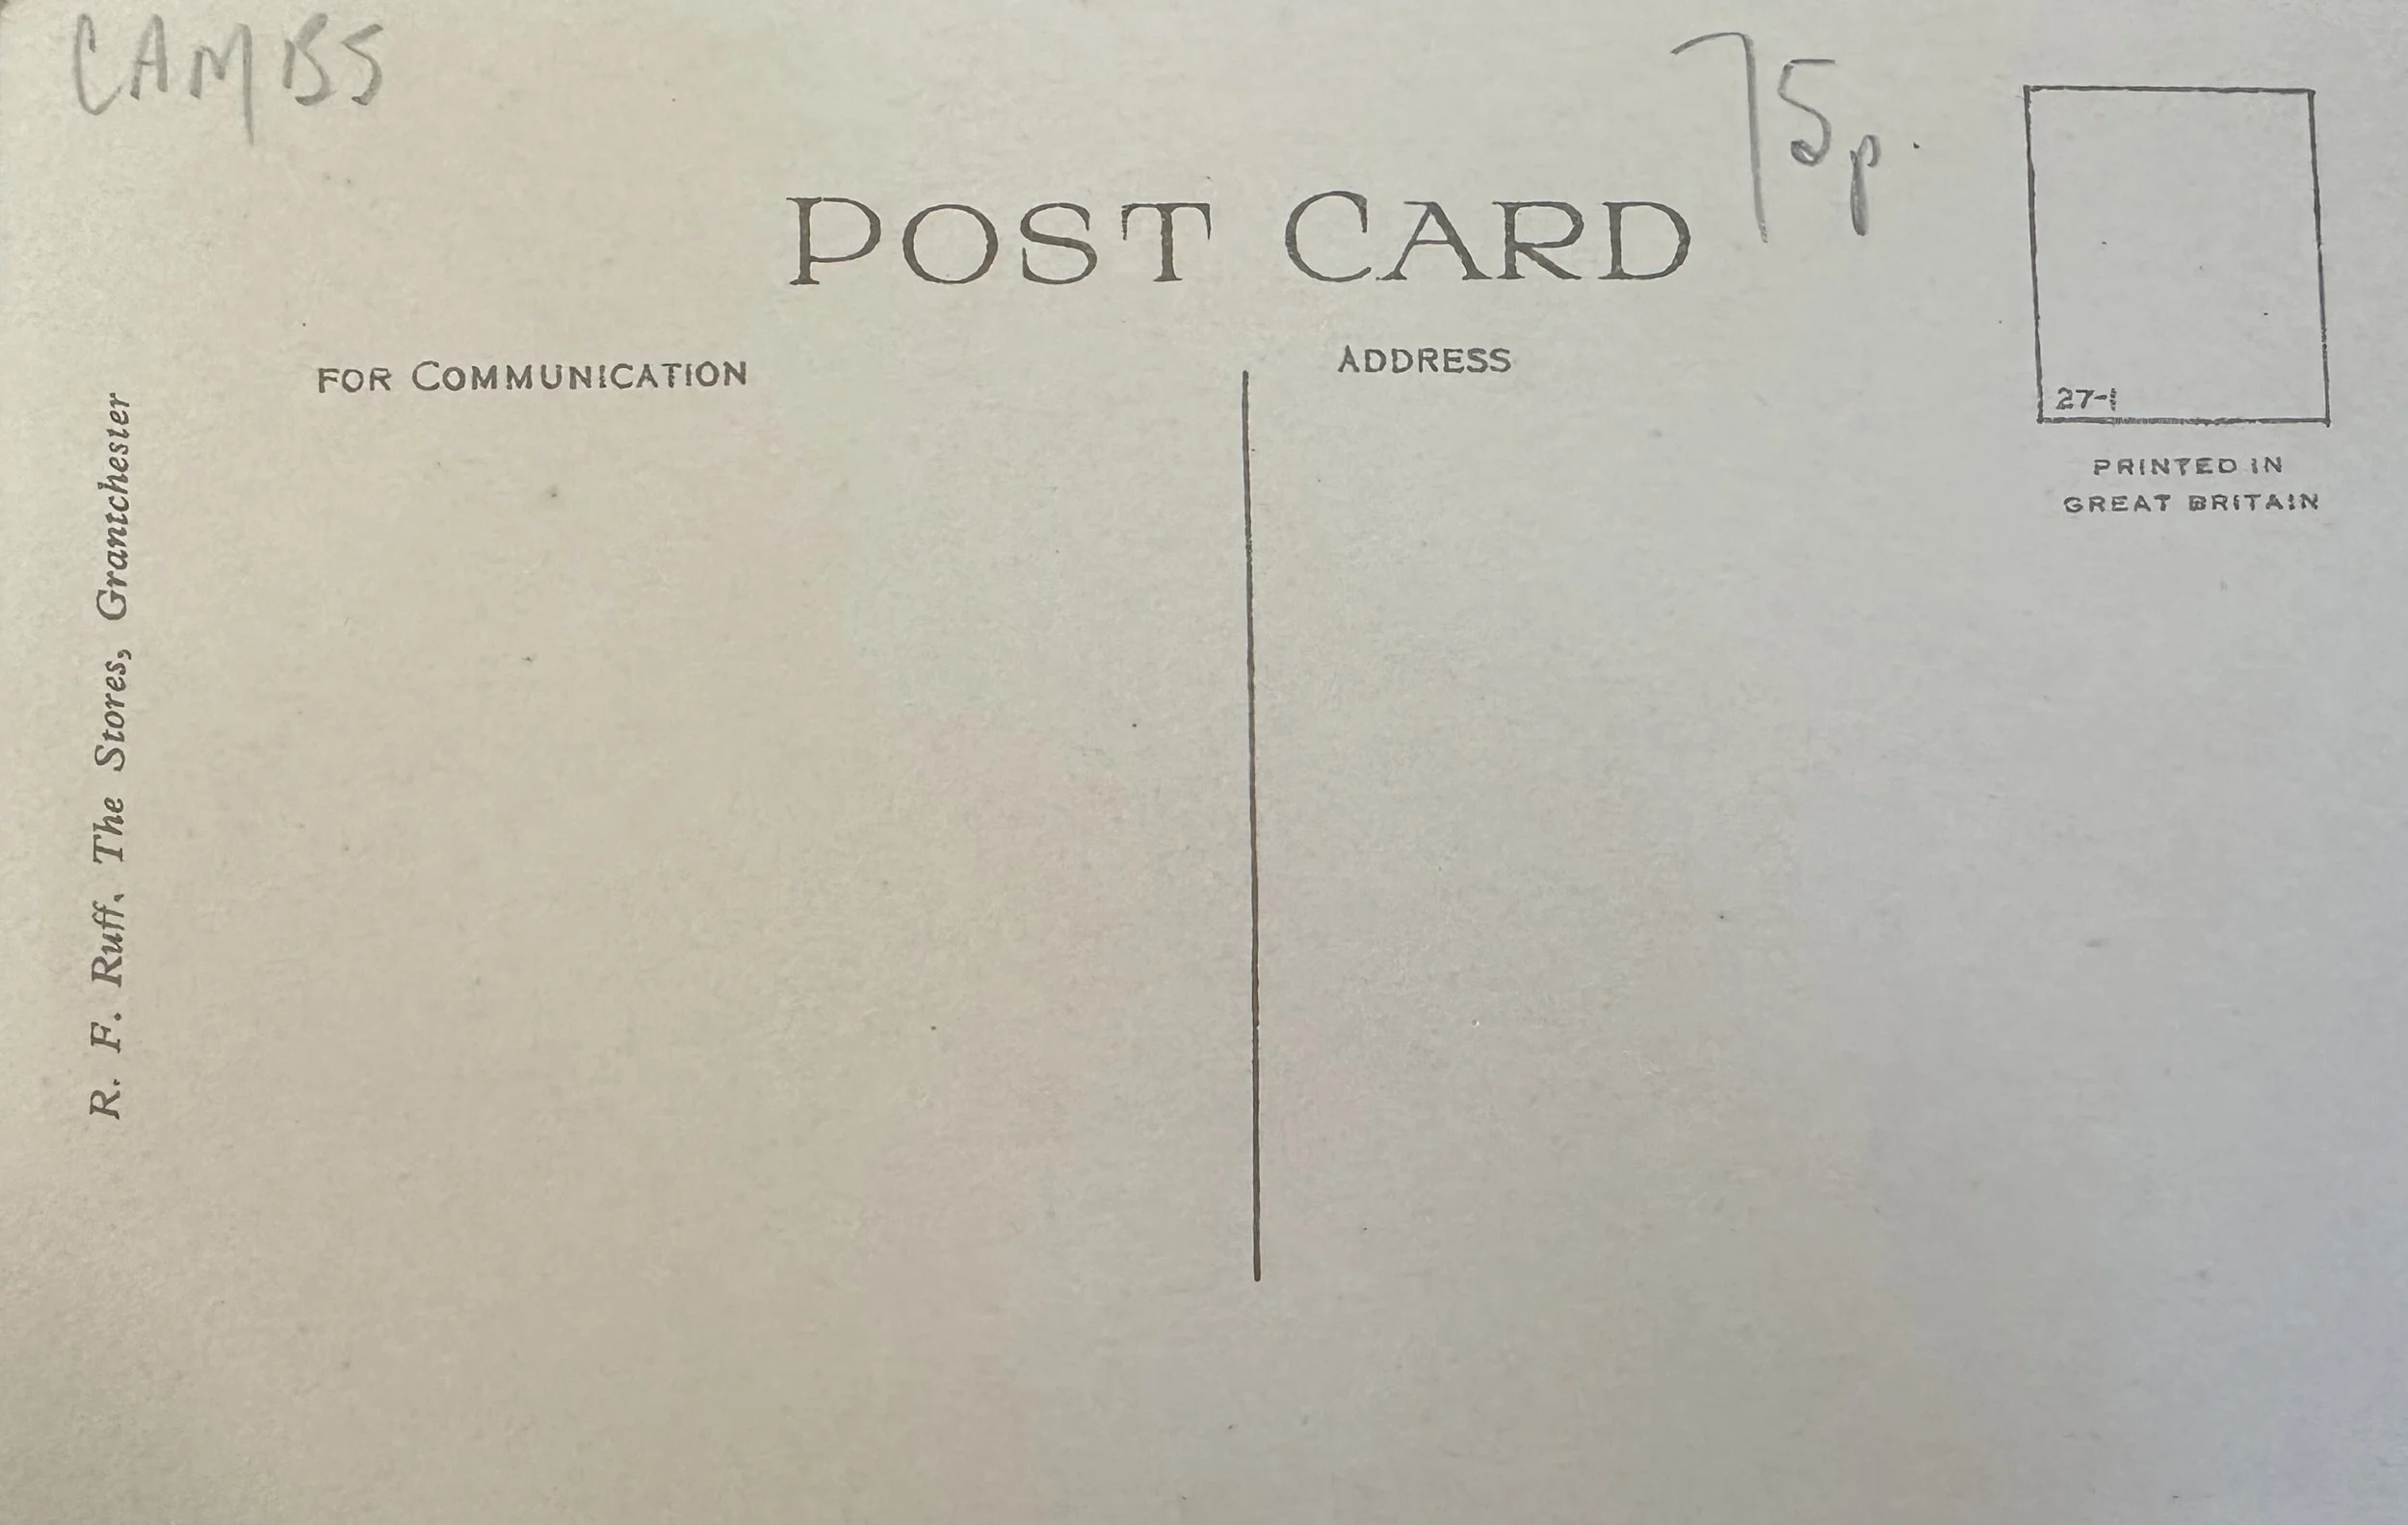 CAMBS
75p.
POST CARD
FOR COMMUNICATION
ADDRESS
27-1
PRINTED IN
GREAT BRITAIN
R. F. Ruff, The Stores, Grantchester